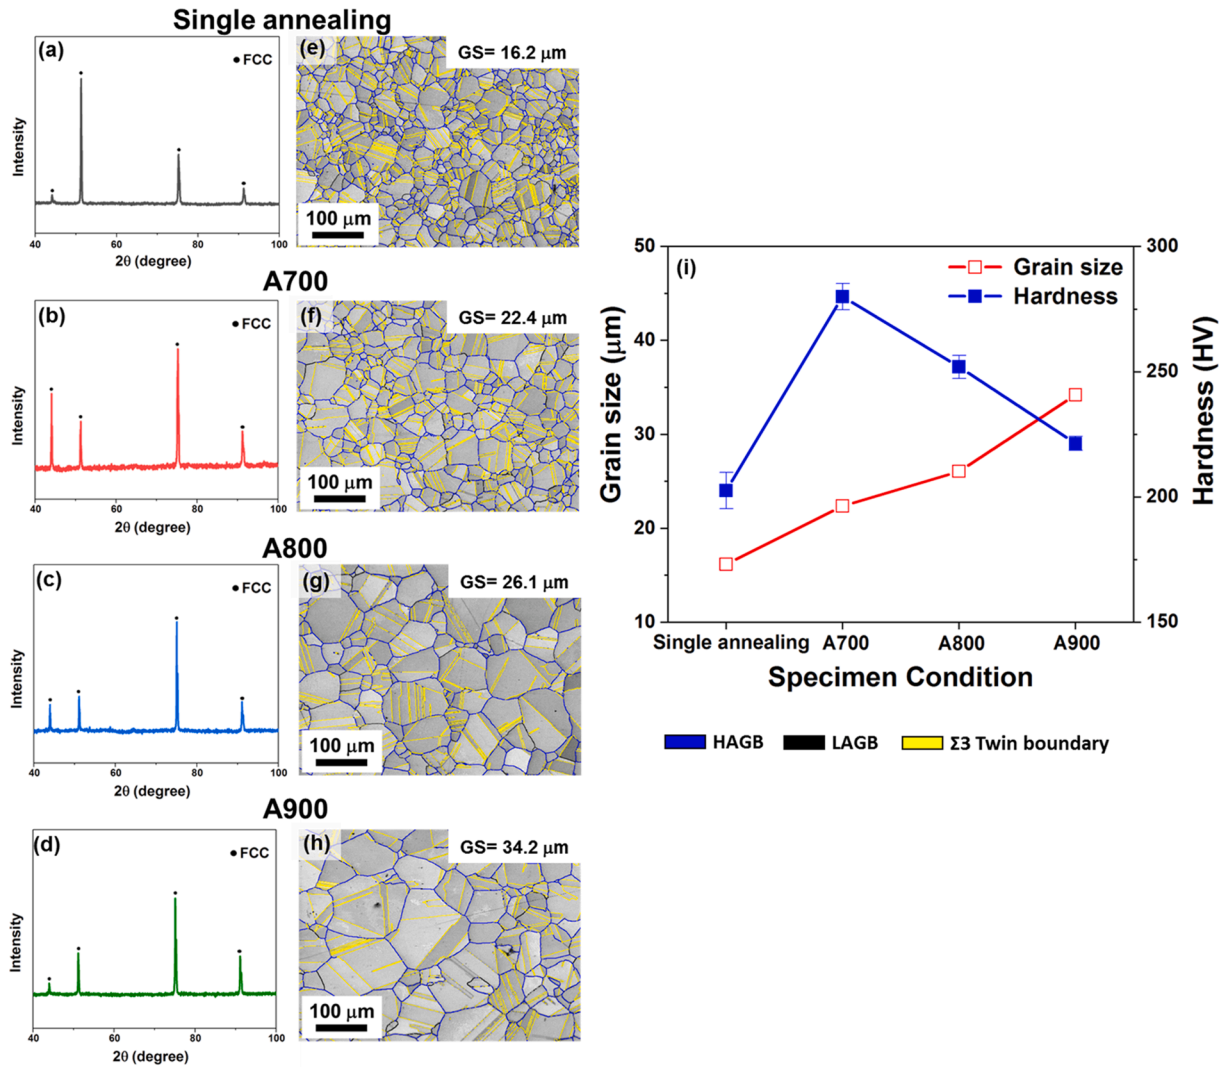 Single annealing
(a)
FCC
Intensity
40 60 80 100
2θ (degree)
(e)
GS= 16.2 μm
100 μm
A700
(b)
FCC
Intensity
40 60 80 100
2θ (degree)
(f)
GS= 22.4 μm
100 μm
A800
(c)
FCC
Intensity
40 60 80 100
2θ (degree)
(g)
GS= 26.1 μm
100 μm
A900
(d)
FCC
Intensity
40 60 80 100
2θ (degree)
(h)
GS= 34.2 μm
100 μm
(i)
Grain size
Hardness
Grain size (μm)
50
40
30
20
10
Hardness (HV)
300
250
200
150
Single annealing A700 A800 A900
Specimen Condition
HAGB LAGB Σ3 Twin boundary